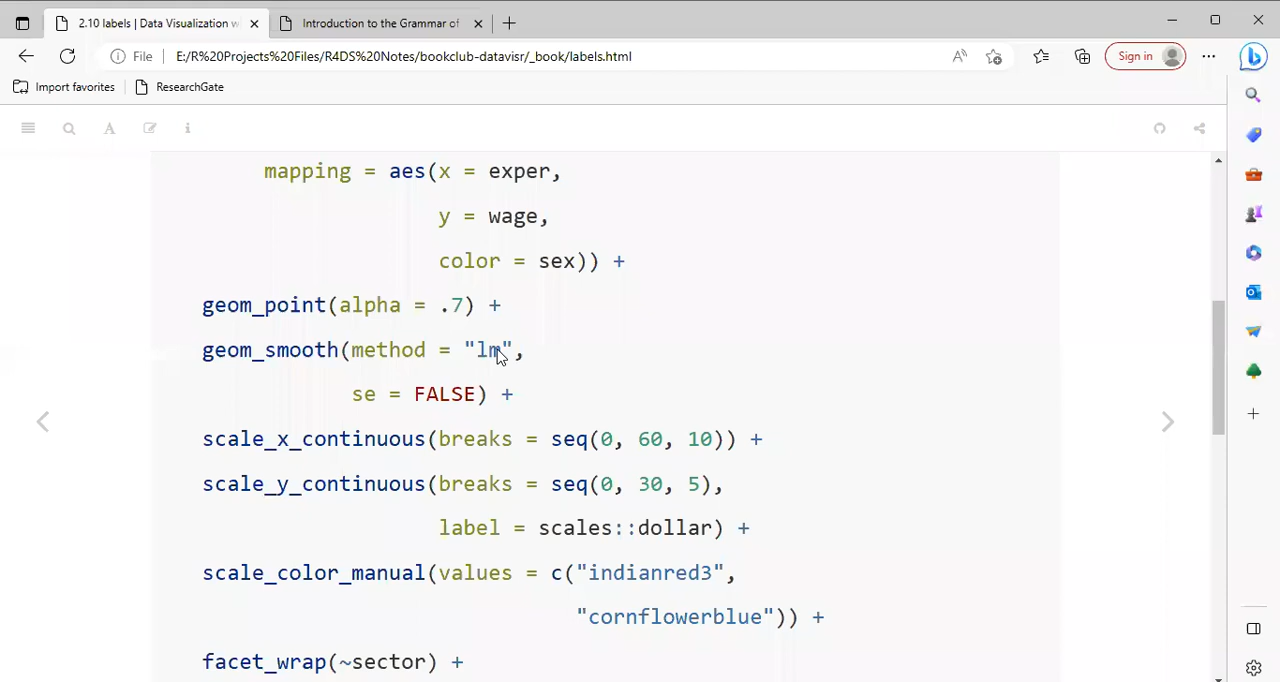 2.10 labels | Data Visualization w
Introduction to the Grammar of
File
E:/R%20Projects%20Files/R4DS%20Notes/bookclub-datavisr/_book/labels.html
Sign in
Import favorites
ResearchGate
mapping = aes(x = exper,
y = wage,
color = sex)) +
geom_point(alpha = .7) +
geom_smooth(method = "lm",
se = FALSE) +
scale_x_continuous(breaks = seq(0, 60, 10)) +
scale_y_continuous(breaks = seq(0, 30, 5),
label = scales::dollar) +
scale_color_manual(values = c("indianred3",
"cornflowerblue")) +
facet_wrap(~sector) +